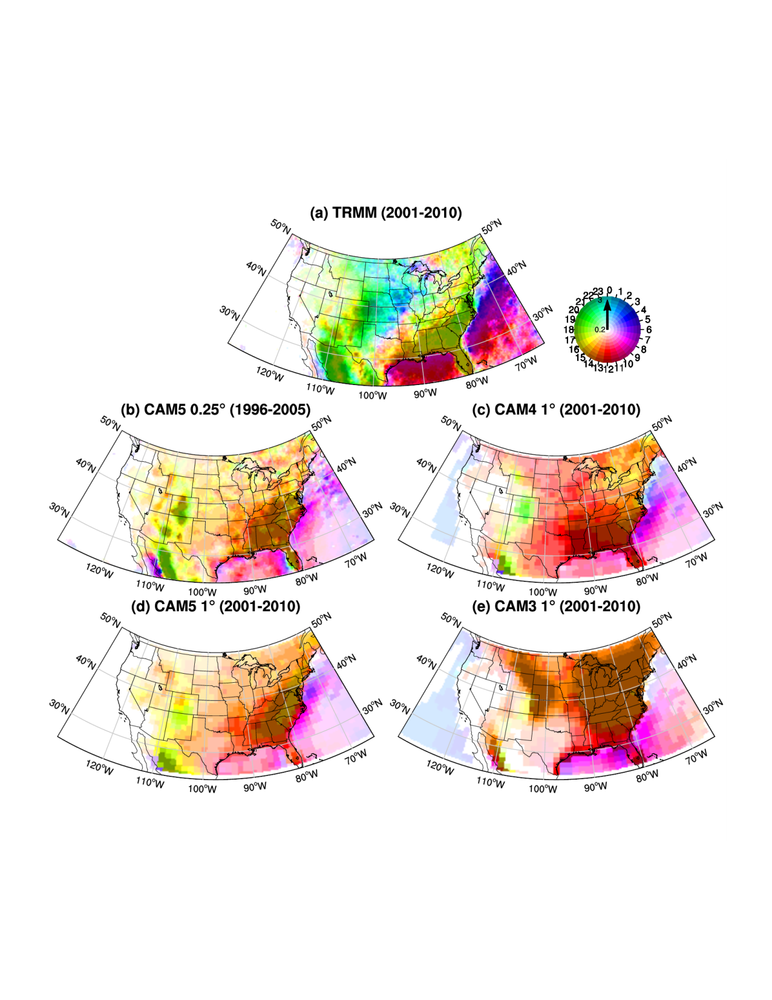 (a) TRMM (2001-2010)
50°N
50°N
40°N
40°N
30°N
30°N
120°W
110°W
100°W
90°W
80°W
70°W
0
1
2
3
4
5
6
7
8
9
10
11
12
13
14
15
16
17
18
19
20
21
22
23
3
0.2
(b) CAM5 0.25° (1996-2005)
50°N
50°N
40°N
40°N
30°N
30°N
120°W
110°W
100°W
90°W
80°W
70°W
(c) CAM4 1° (2001-2010)
50°N
50°N
40°N
40°N
30°N
30°N
120°W
110°W
100°W
90°W
80°W
70°W
(d) CAM5 1° (2001-2010)
50°N
50°N
40°N
40°N
30°N
30°N
120°W
110°W
100°W
90°W
80°W
70°W
(e) CAM3 1° (2001-2010)
50°N
50°N
40°N
40°N
30°N
30°N
120°W
110°W
100°W
90°W
80°W
70°W